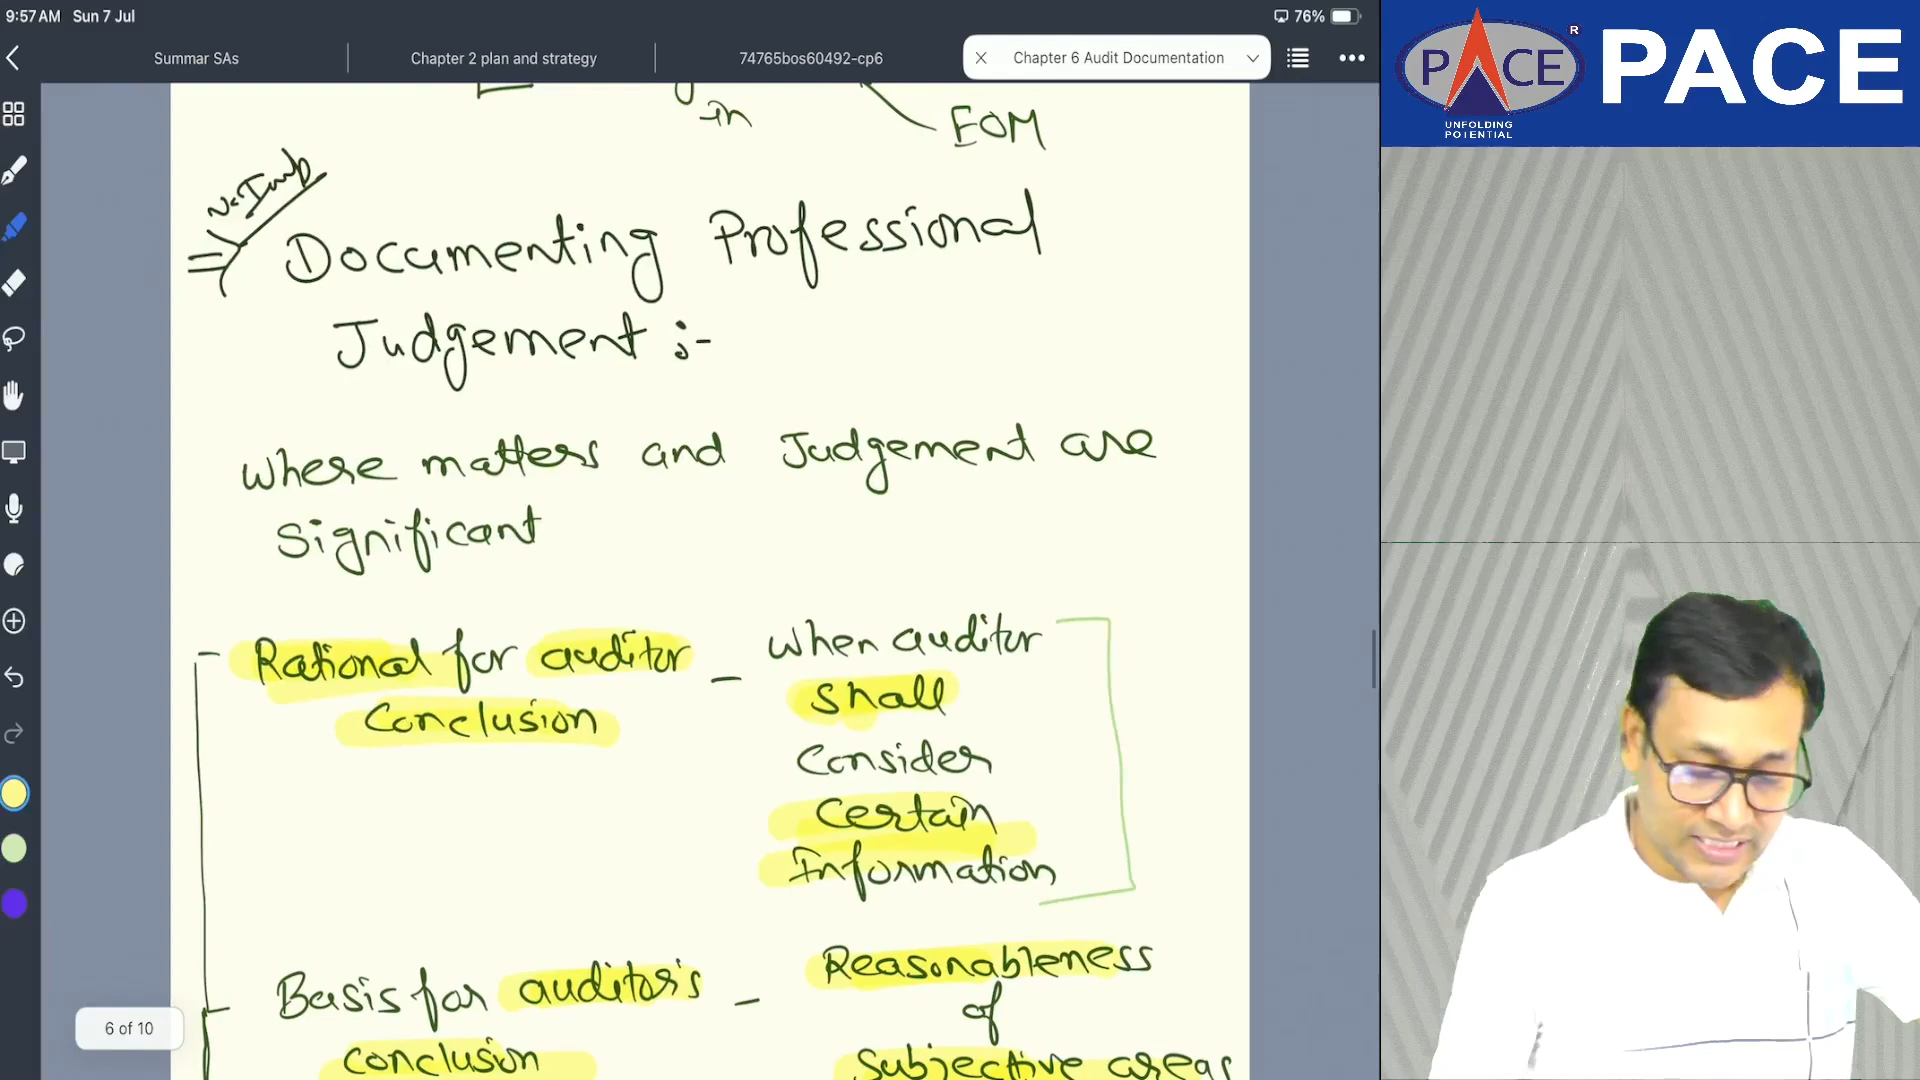 9:57 AM Sun 7 Jul
76%
Summar SAs
Chapter 2 plan and strategy
74765bos60492-cp6
Chapter 6 Audit Documentation
PACE
R
UNFOLDING
POTENTIAL
PACE
in
EOM
V.Imp
Documenting Professional
Judgement :-
where matters and Judgement are
significant
- Rational for auditor - when auditor
Conclusion shall
Consider
Certain
Information
- Basis for auditor's - Reasonableness
of
conclusion Subjective areas
6 of 10